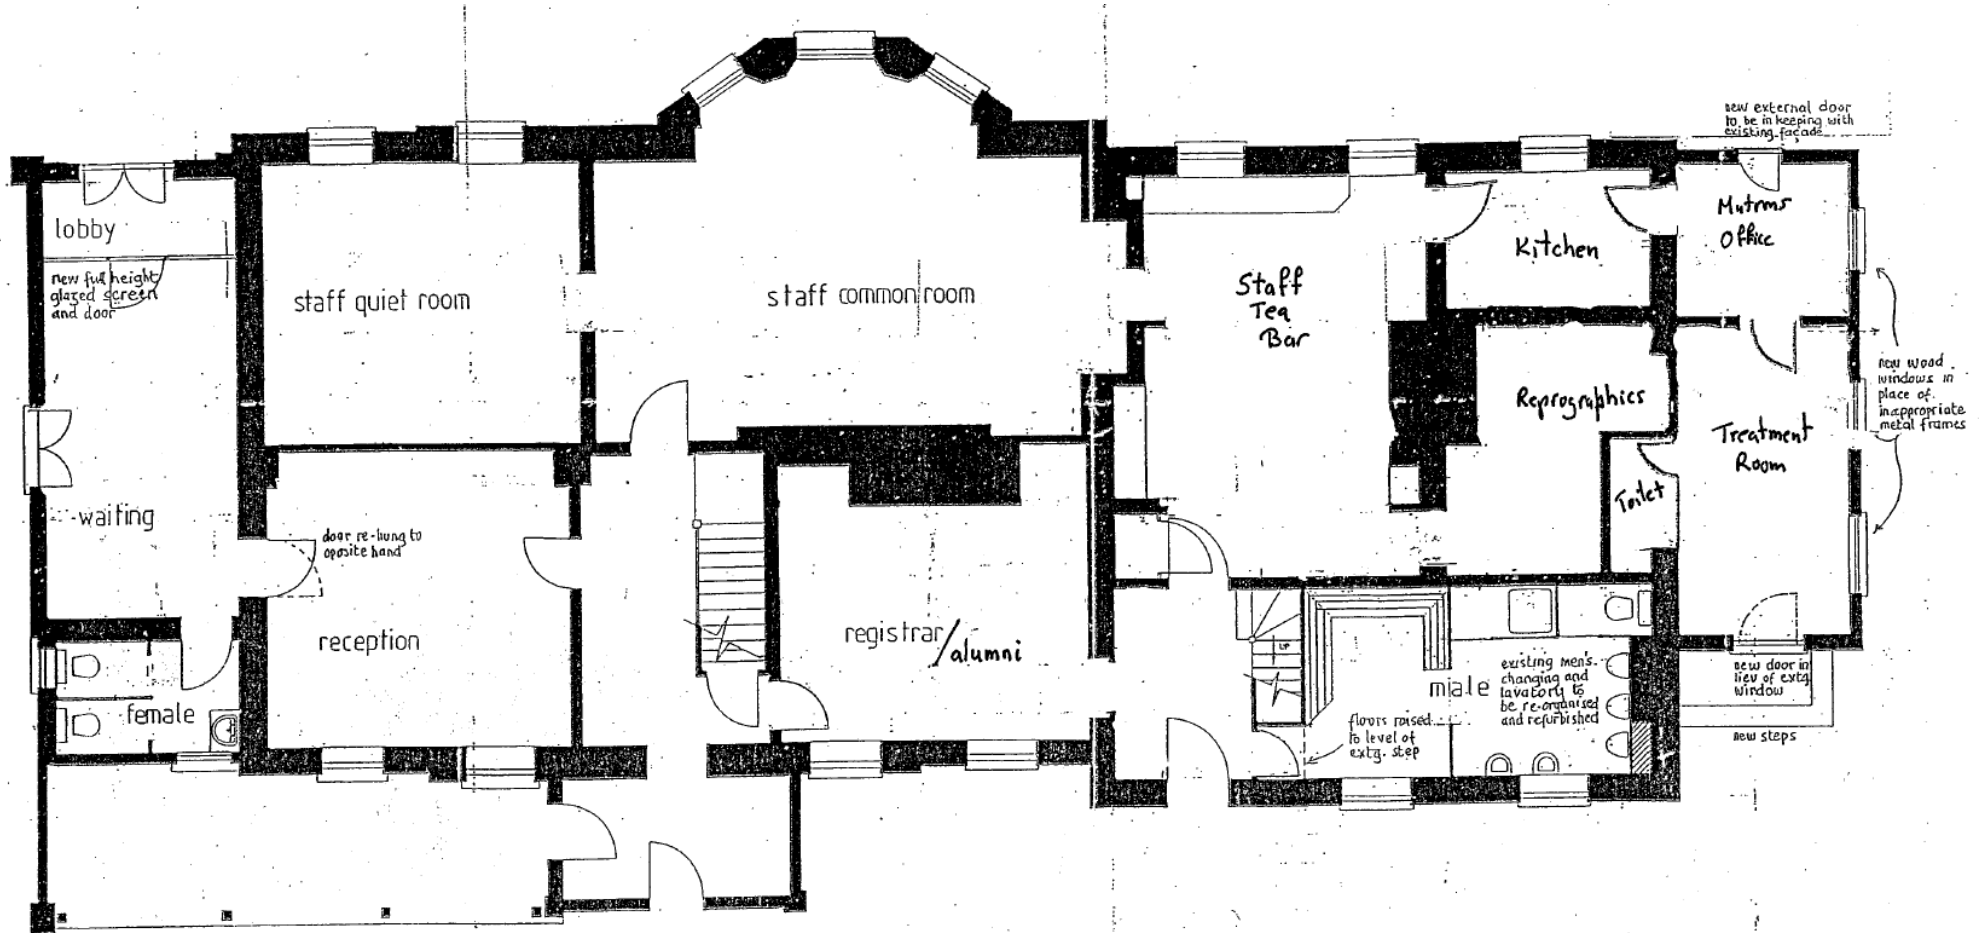 new external door
to be in keeping with
existing facade
lobby
new full height
glazed screen
and door
staff quiet room
staff common room
Staff
Tea
Bar
Kitchen
Matrons
Office
new wood
windows in
place of
inappropriate
metal frames
Reprographics
Treatment
Room
Toilet
waiting
door re-hung to
oposite hand
reception
registrar/alumni
UP
female
male
existing men's
changing and
lavatory to
be re-organised
and refurbished
floors raised
to level of
extg. step
new door in
liev of extg
window
new steps